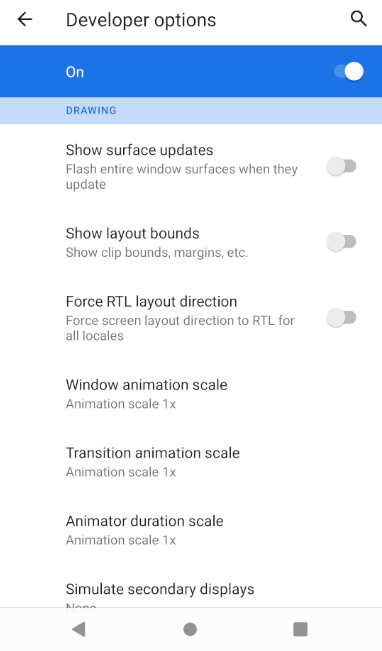 Developer options
On
DRAWING
Show surface updates
Flash entire window surfaces when they
update
Show layout bounds
Show clip bounds, margins, etc.
Force RTL layout direction
Force screen layout direction to RTL for
all locales
Window animation scale
Animation scale 1x
Transition animation scale
Animation scale 1x
Animator duration scale
Animation scale 1x
Simulate secondary displays
None